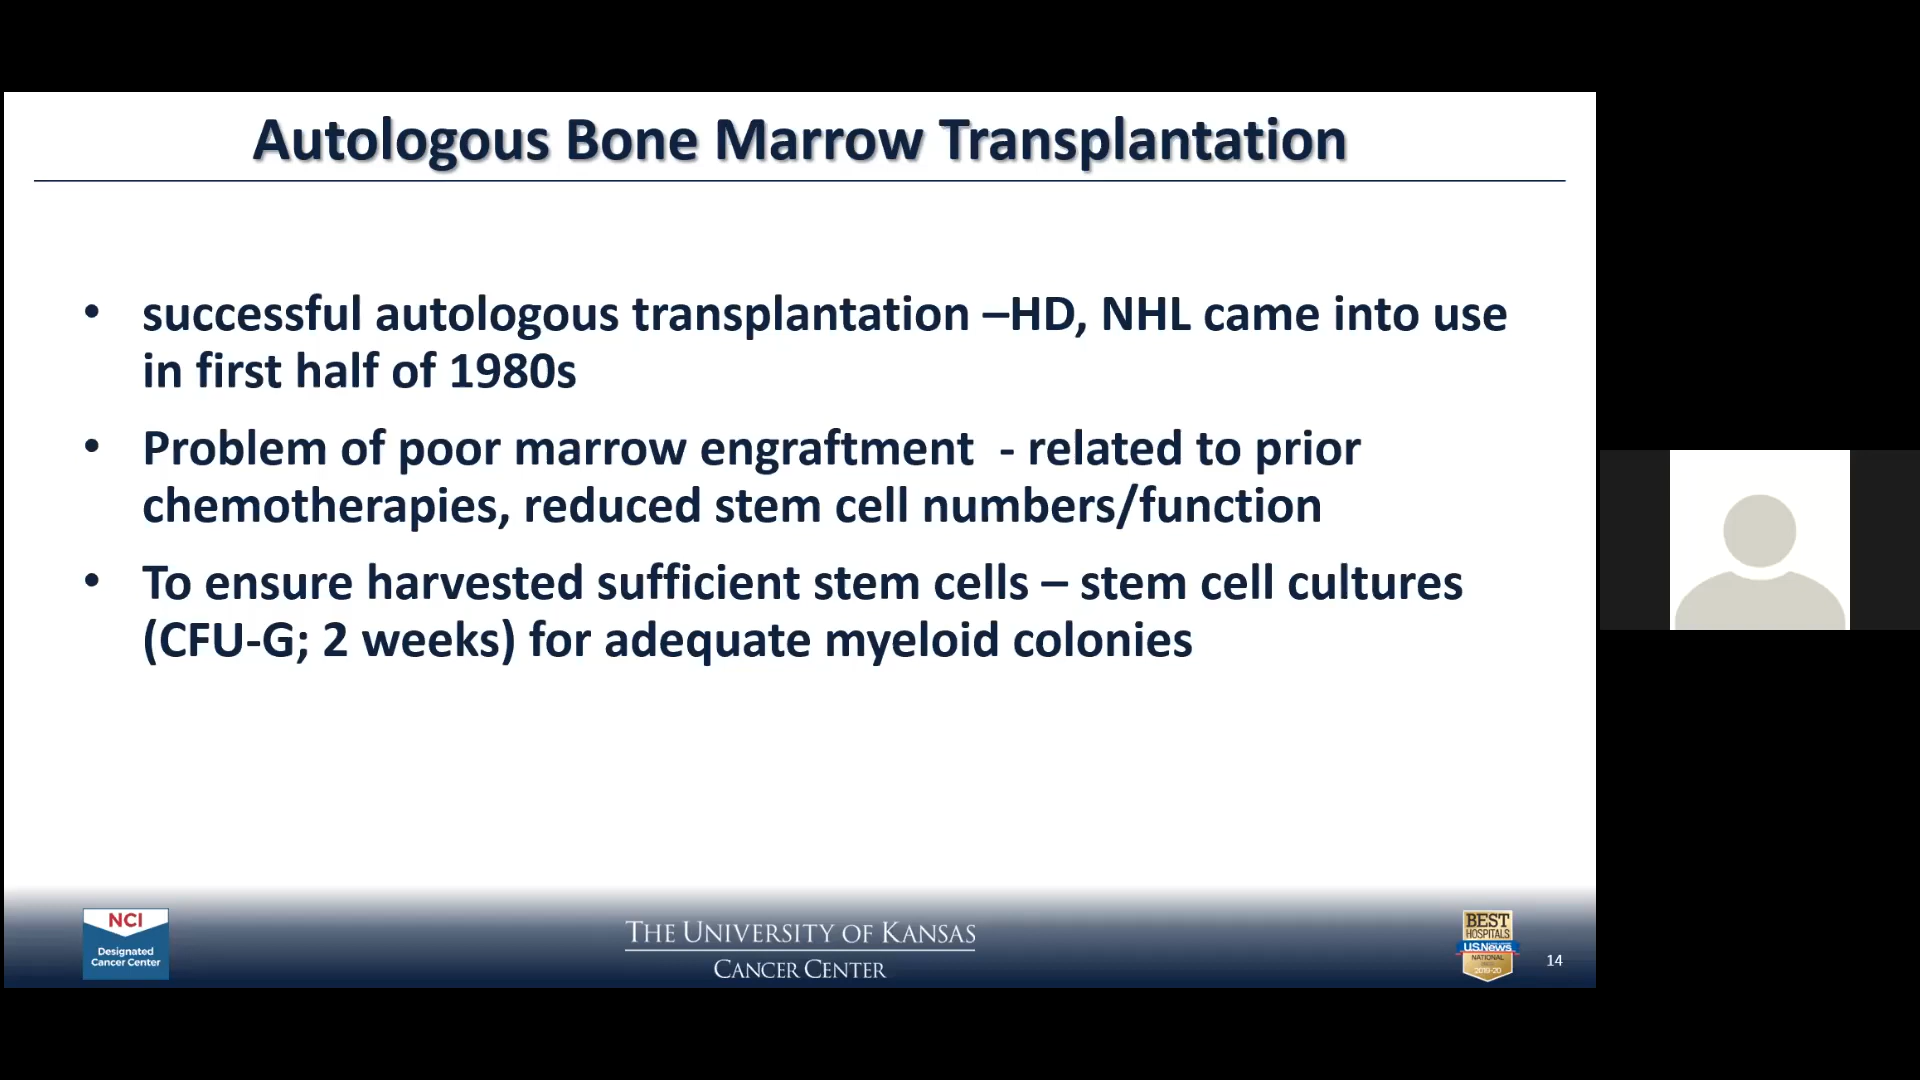 Autologous Bone Marrow Transplantation
• successful autologous transplantation –HD, NHL came into use
in first half of 1980s
• Problem of poor marrow engraftment  - related to prior
chemotherapies, reduced stem cell numbers/function
• To ensure harvested sufficient stem cells – stem cell cultures
(CFU-G; 2 weeks) for adequate myeloid colonies
NCI
Designated
Cancer Center
THE UNIVERSITY OF KANSAS
CANCER CENTER
BEST
HOSPITALS
U.S.News
NATIONAL
2019-20
14